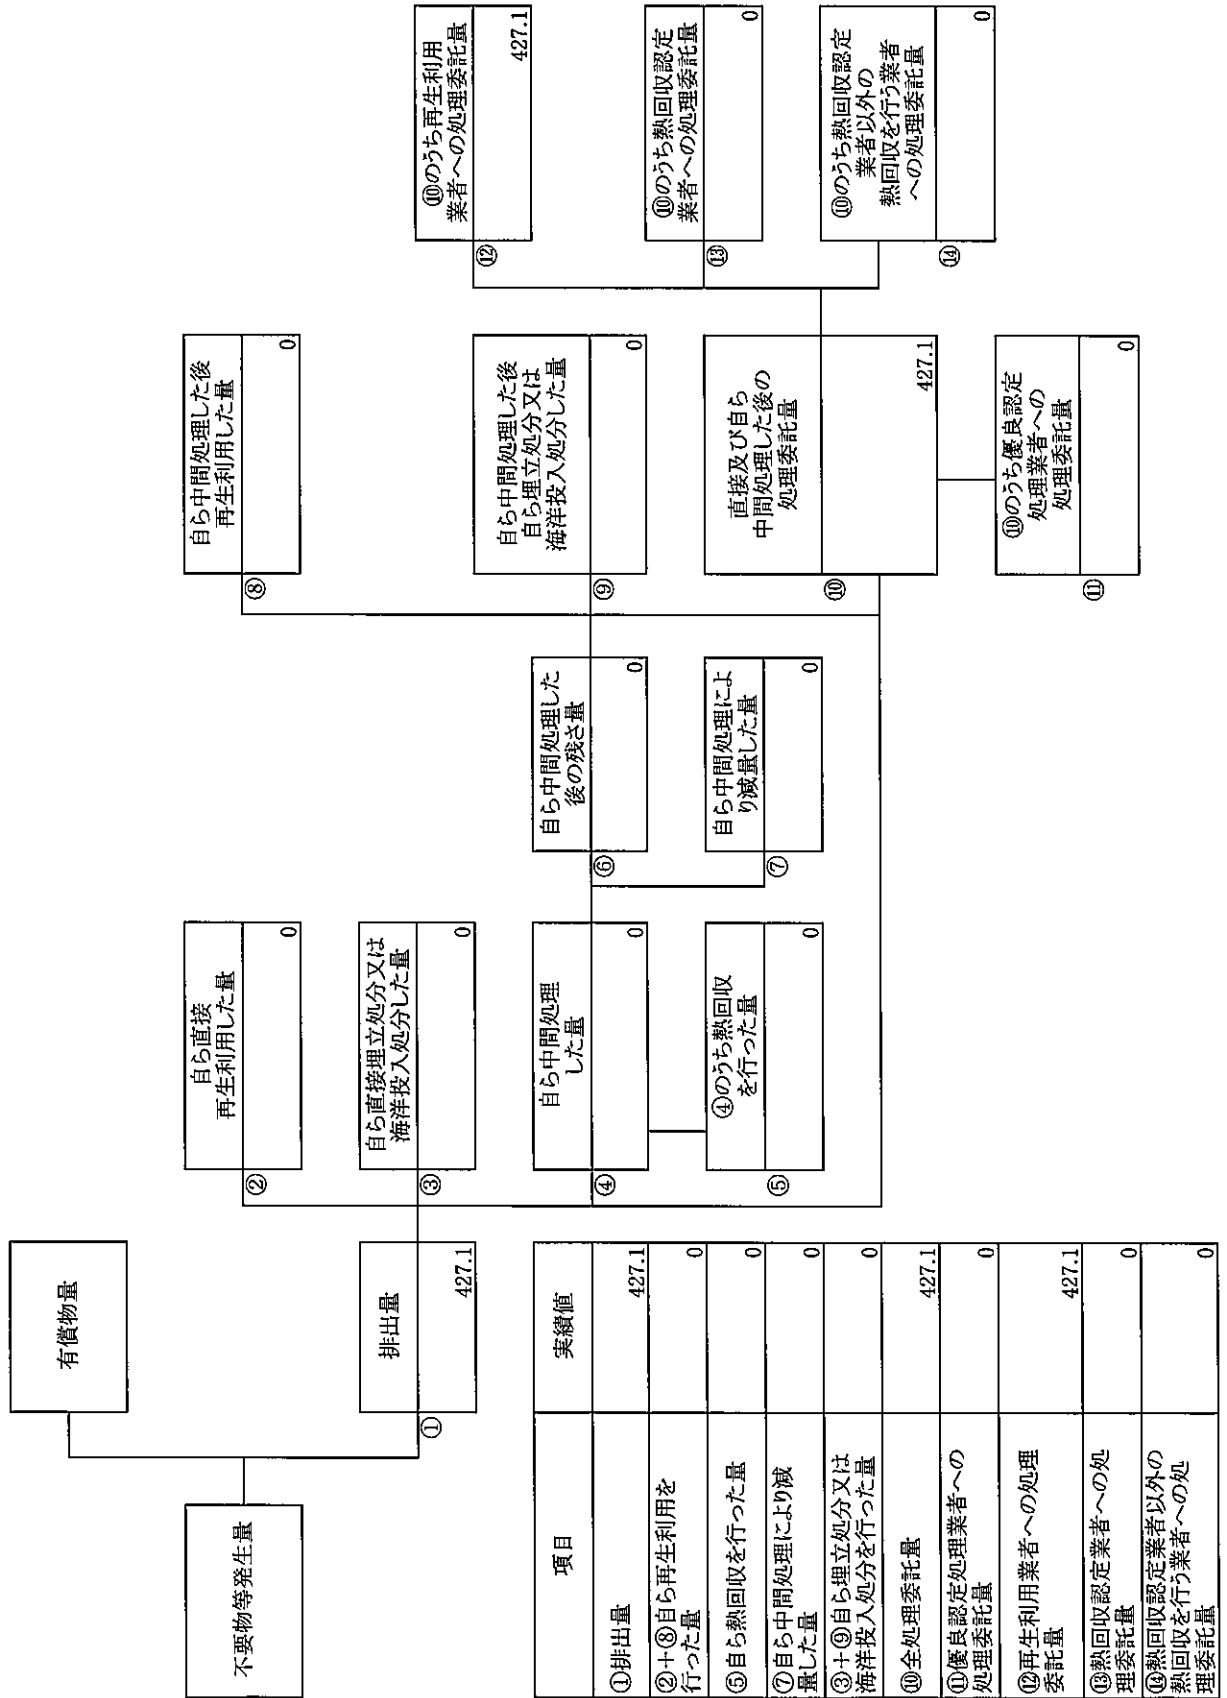 不要物等発生量
有償物量
①
排出量
427.1
②
自ら直接
再生利用した量
0
③
自ら直接埋立処分又は
海洋投入処分した量
0
④
自ら中間処理
した量
0
⑤
④のうち熱回収
を行った量
0
⑥
自ら中間処理した
後の残さ量
0
⑦
自ら中間処理によ
り減量した量
0
⑧
自ら中間処理した後
再生利用した量
0
⑨
自ら中間処理した後
自ら埋立処分又は
海洋投入処分した量
0
⑩
直接及び自ら
中間処理した後の
処理委託量
427.1
⑪
⑩のうち優良認定
処理業者への
処理委託量
0
⑫
⑩のうち再生利用
業者への処理委託量
427.1
⑬
⑩のうち熱回収認定
業者への処理委託量
0
⑭
⑩のうち熱回収認定
業者以外の
熱回収を行う業者
への処理委託量
0
項目 実績値
①排出量 427.1
②+⑧自ら再生利用を
行った量 0
⑤自ら熱回収を行った量 0
⑦自ら中間処理により減
量した量 0
③+⑨自ら埋立処分又は
海洋投入処分を行った量 0
⑩全処理委託量 427.1
⑪優良認定処理業者への
処理委託量 0
⑫再生利用業者への処理
委託量 427.1
⑬熱回収認定業者への処
理委託量 0
⑭熱回収認定業者以外の
熱回収を行う業者への処
理委託量 0